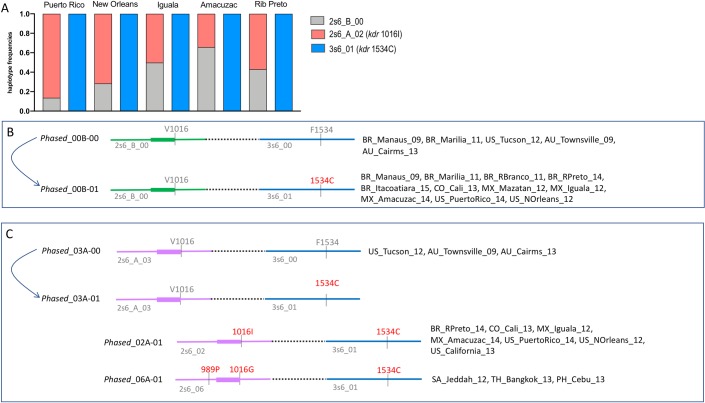 A
Puerto Rico New Orleans Iguala Amacuzac Rib Preto
haplotype frequencies
1.0
0.8
0.6
0.4
0.2
0.0
2s6_B_00
2s6_A_02 (kdr 1016I)
3s6_01 (kdr 1534C)
B
Phased_00B-00
V1016
F1534
2s6_B_00
3s6_00
BR_Manaus_09, BR_Marilia_11, US_Tucson_12, AU_Townsville_09,
AU_Cairms_13
Phased_00B-01
V1016
1534C
2s6_B_00
3s6_01
BR_Manaus_09, BR_Marilia_11, BR_RBranco_11, BR_RPreto_14,
BR_Itacoatiara_15, CO_Cali_13, MX_Mazatan_12, MX_Iguala_12,
MX_Amacuzac_14, US_PuertoRico_14, US_NOrleans_12
C
Phased_03A-00
V1016
F1534
2s6_A_03
3s6_00
US_Tucson_12, AU_Townsville_09, AU_Cairms_13
Phased_03A-01
V1016
1534C
2s6_A_03
3s6_01
Phased_02A-01
1016I
1534C
2s6_02
3s6_01
BR_RPreto_14, CO_Cali_13, MX_Iguala_12,
MX_Amacuzac_14, US_PuertoRico_14, US_NOrleans_12,
US_California_13
Phased_06A-01
989P
1016G
1534C
2s6_06
3s6_01
SA_Jeddah_12, TH_Bangkok_13, PH_Cebu_13